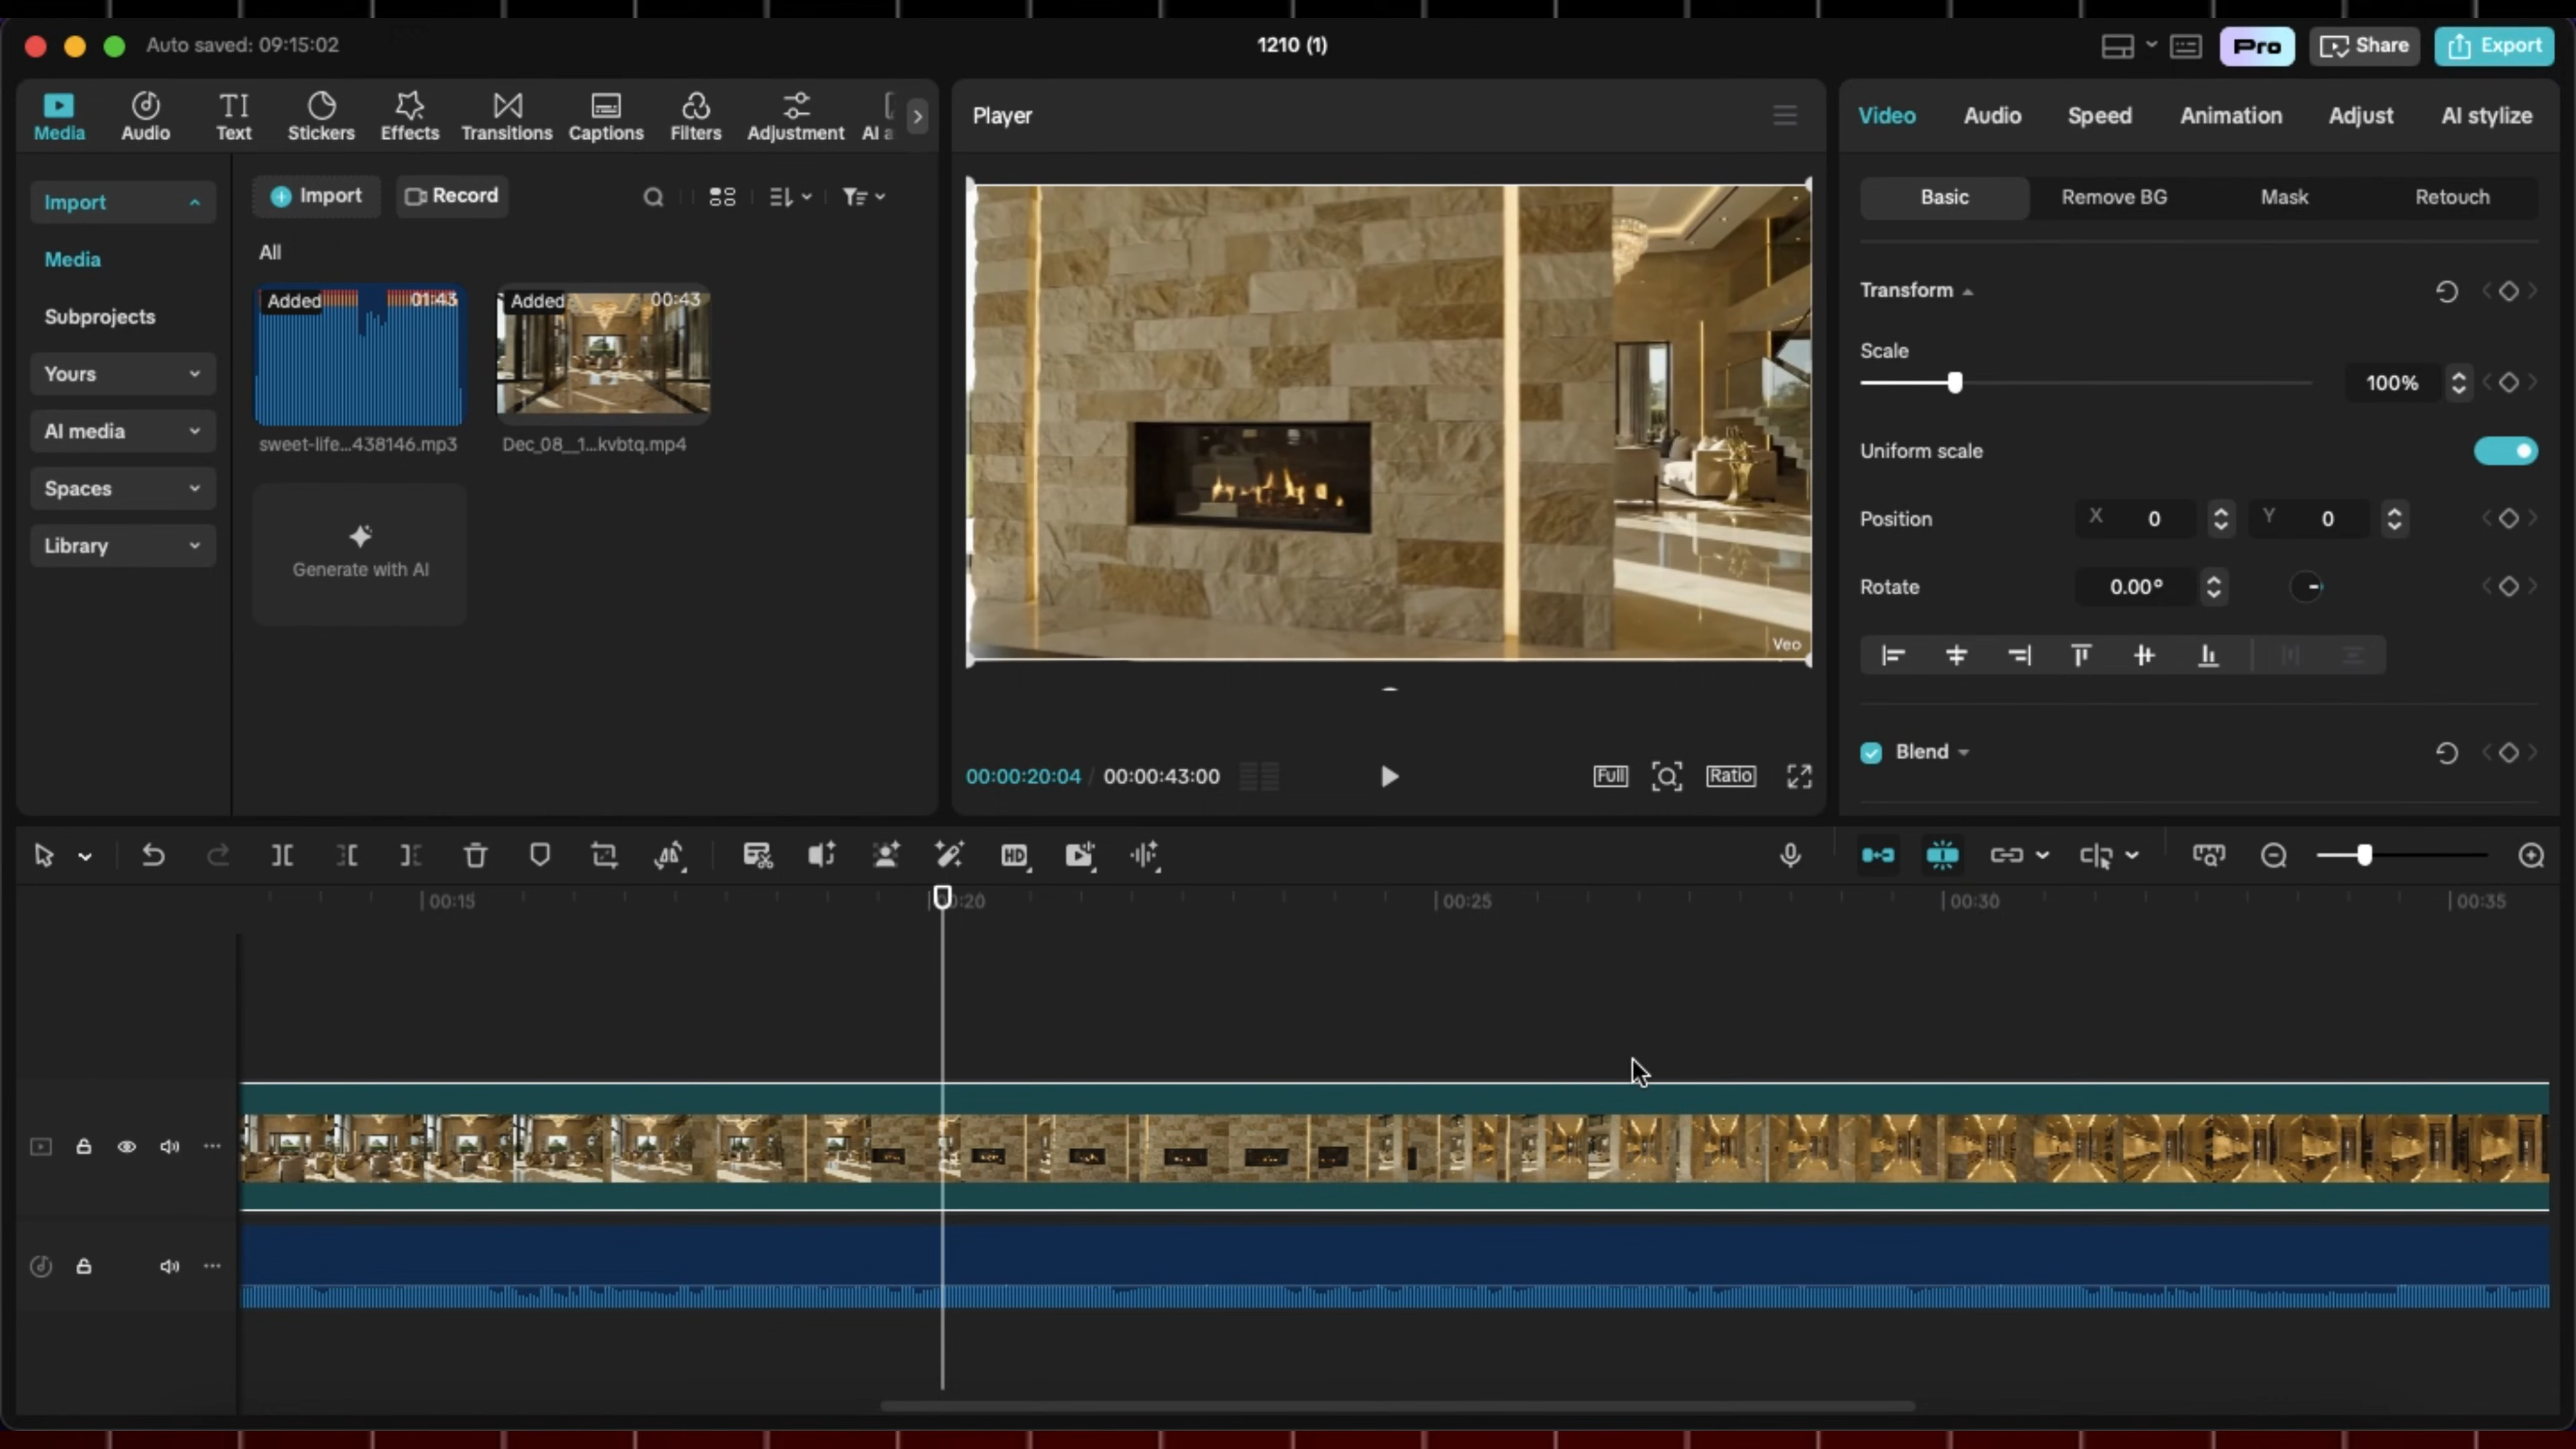 Auto saved: 09:15:02
1210 (1)
Pro
Share
Export
Media
Audio
TI
Text
Stickers
Effects
Transitions
Captions
Filters
Adjustment
AI a
Import
Media
Subprojects
Yours
AI media
Spaces
Library
Import
Record
All
Added 01:43
sweet-life...438146.mp3
Added 00:43
Dec_08__1...kvbtq.mp4
Generate with AI
Player
Veo
00:00:20:04 / 00:00:43:00
Full
Ratio
Video
Audio
Speed
Animation
Adjust
AI stylize
Basic
Remove BG
Mask
Retouch
Transform
Scale
100%
Uniform scale
Position
X 0
Y 0
Rotate
0.00°
Blend
HD
00:15
00:20
00:25
00:30
00:35